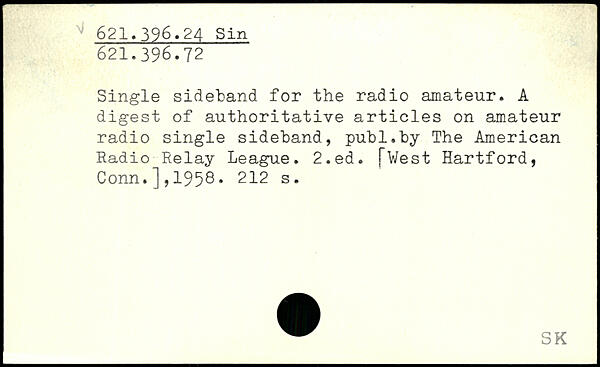 √ 621.396.24 Sin
621.396.72
Single sideband for the radio amateur. A
digest of authoritative articles on amateur
radio single sideband, publ.by The American
Radio Relay League. 2.ed. [West Hartford,
Conn.],1958. 212 s.
SK